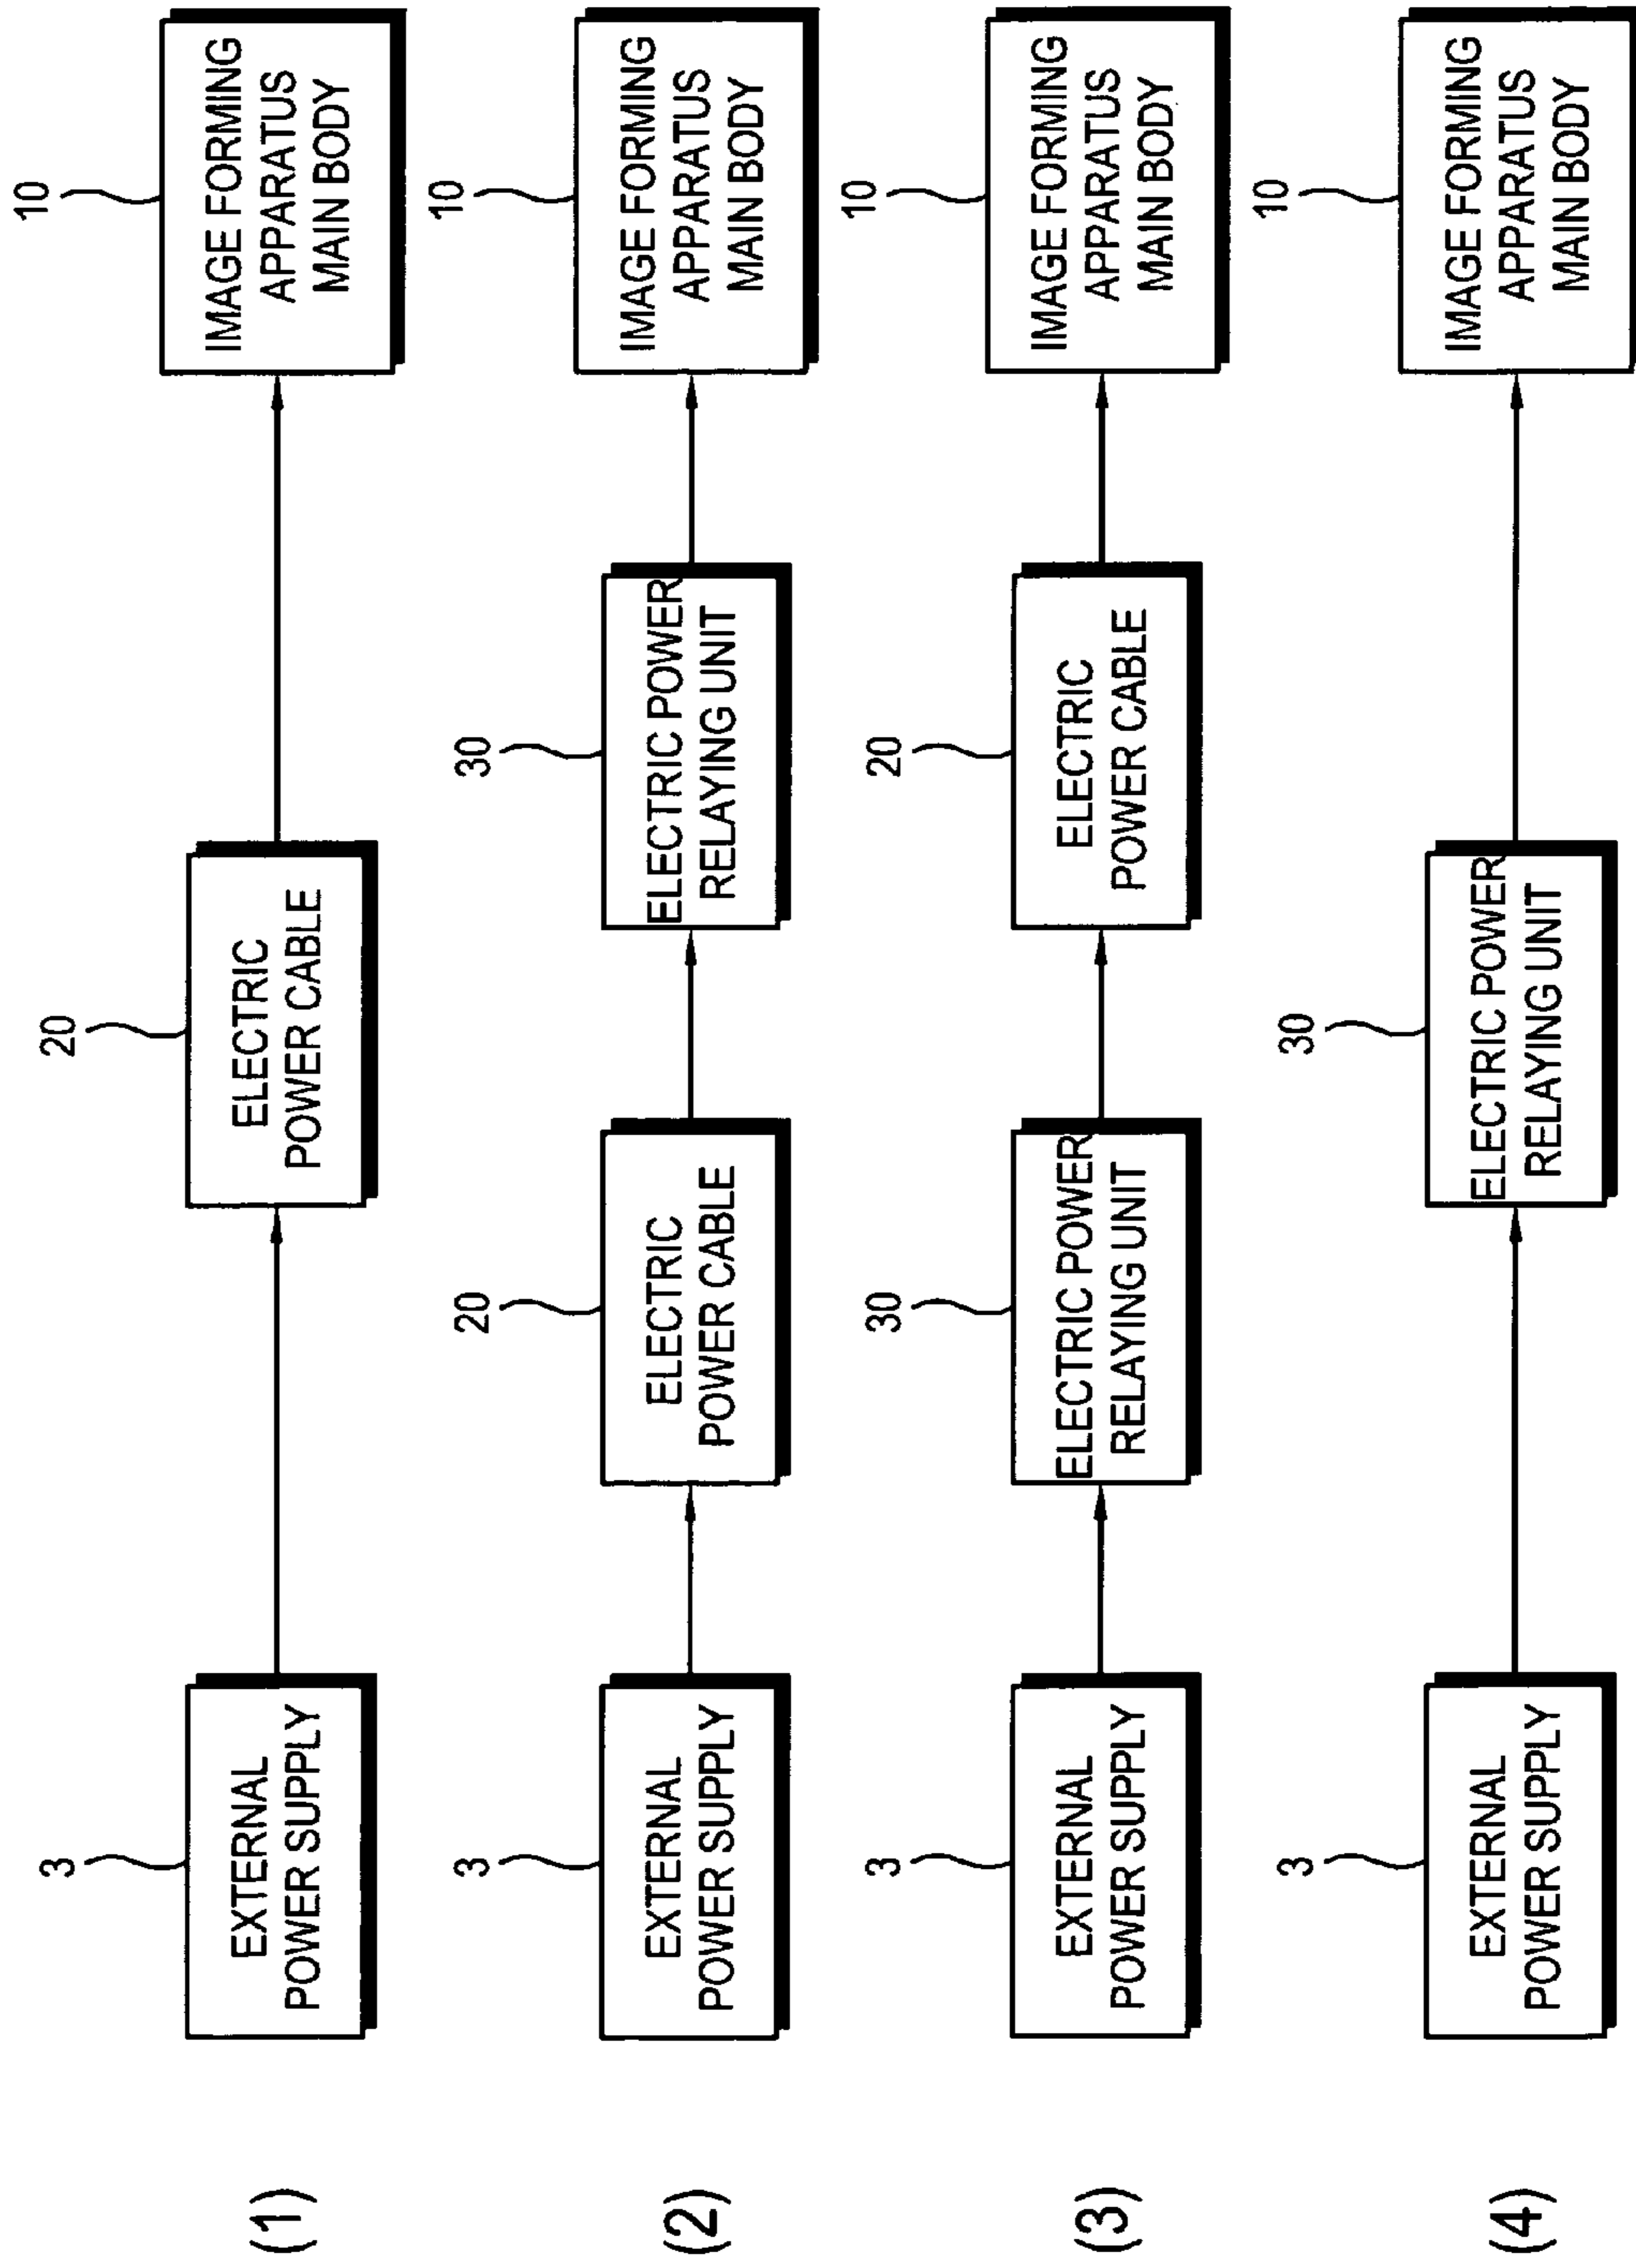 (1)
3
EXTERNAL
POWER SUPPLY
20
ELECTRIC
POWER CABLE
10
IMAGE FORMING
APPARATUS
MAIN BODY
(2)
3
EXTERNAL
POWER SUPPLY
20
ELECTRIC
POWER CABLE
30
ELECTRIC POWER
RELAYING UNIT
10
IMAGE FORMING
APPARATUS
MAIN BODY
(3)
3
EXTERNAL
POWER SUPPLY
30
ELECTRIC POWER
RELAYING UNIT
20
ELECTRIC
POWER CABLE
10
IMAGE FORMING
APPARATUS
MAIN BODY
(4)
3
EXTERNAL
POWER SUPPLY
30
ELECTRIC POWER
RELAYING UNIT
10
IMAGE FORMING
APPARATUS
MAIN BODY